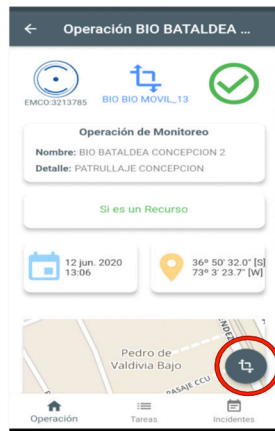 Operación BIO BATALDEA ...
EMCO:3213785
BIO BIO MOVIL_13
Operación de Monitoreo
Nombre: BIO BATALDEA CONCEPCION 2
Detalle: PATRULLAJE CONCEPCION
Si es un Recurso
12 jun. 2020
13:06
36º 50' 32.0" [S]
73º 3' 23.7" [W]
Pedro de
Valdivia Bajo
PASAJE CCU
Operación
Tareas
Incidentes